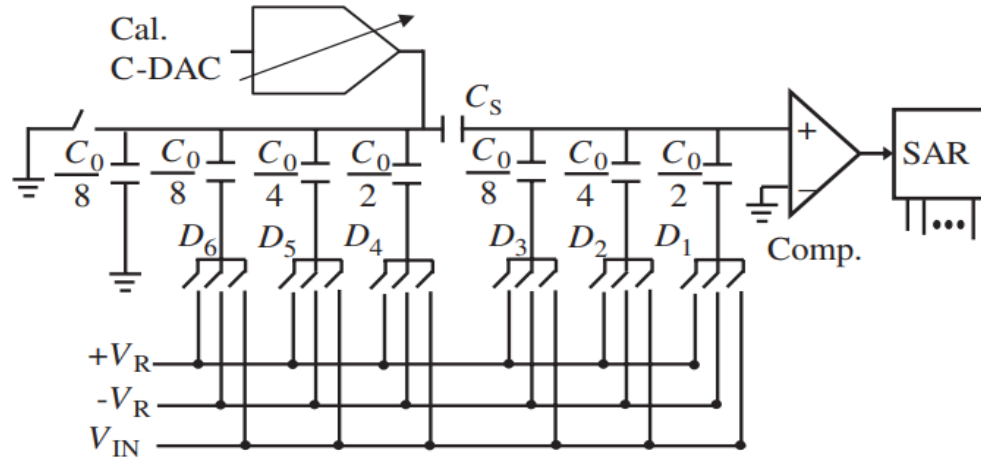 Cal.
C-DAC
C_S
C_0/8 C_0/8 C_0/4 C_0/2 C_0/8 C_0/4 C_0/2
+
−
SAR
Comp.
D_6 D_5 D_4 D_3 D_2 D_1
+V_R
-V_R
V_IN